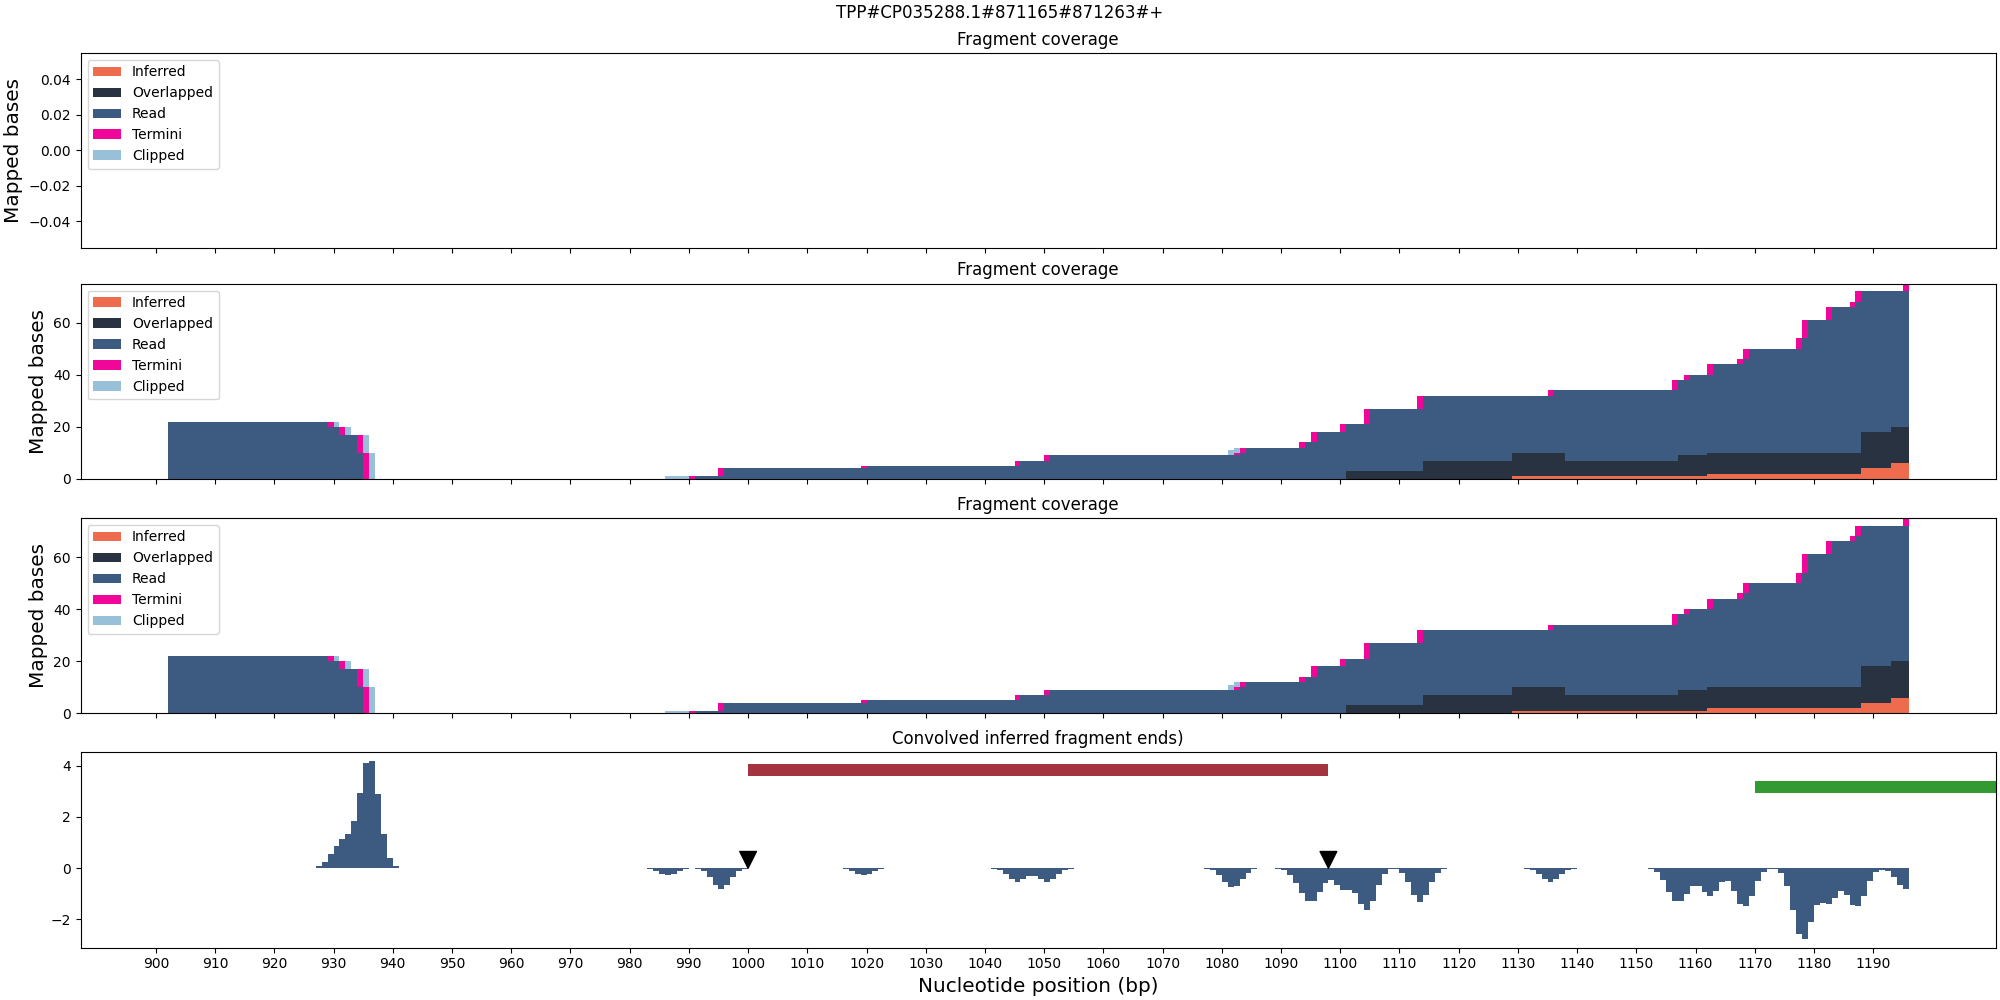 TPP#CP035288.1#871165#871263#+
Fragment coverage
Mapped bases
0.04
0.02
0.00
−0.02
−0.04
Inferred
Overlapped
Read
Termini
Clipped
Fragment coverage
Mapped bases
60
40
20
0
Inferred
Overlapped
Read
Termini
Clipped
Fragment coverage
Mapped bases
60
40
20
0
Inferred
Overlapped
Read
Termini
Clipped
Convolved inferred fragment ends)
4
2
0
−2
900 910 920 930 940 950 960 970 980 990 1000 1010 1020 1030 1040 1050 1060 1070 1080 1090 1100 1110 1120 1130 1140 1150 1160 1170 1180 1190
Nucleotide position (bp)